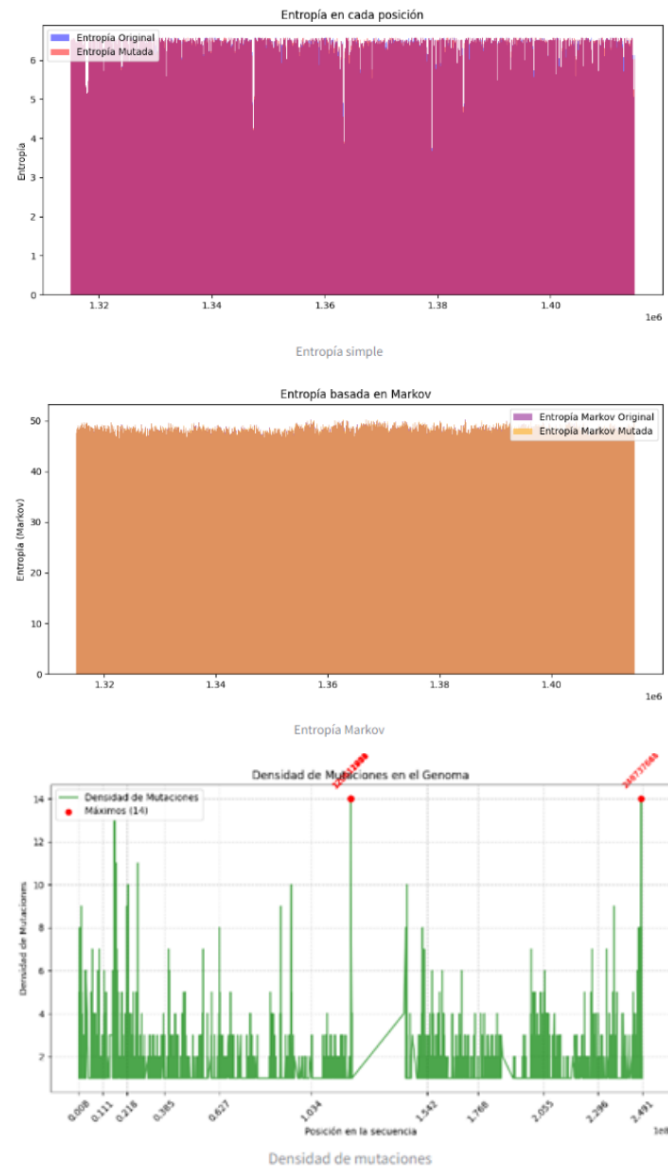 Entropía en cada posición
Entropía Original
Entropía Mutada
Entropía
6
5
4
3
2
1
0
1.32 1.34 1.36 1.38 1.40
1e6
Entropía simple
Entropía basada en Markov
Entropía Markov Original
Entropía Markov Mutada
Entropía (Markov)
50
40
30
20
10
0
1.32 1.34 1.36 1.38 1.40
1e6
Entropía Markov
Densidad de Mutaciones en el Genoma
Densidad de Mutaciones
Máximos (14)
Densidad de Mutaciones
14
12
10
8
6
4
2
0.008 0.111 0.218 0.385 0.627 1.034 1.542 1.768 2.055 2.296 2.491
Posición en la secuencia
Densidad de mutaciones